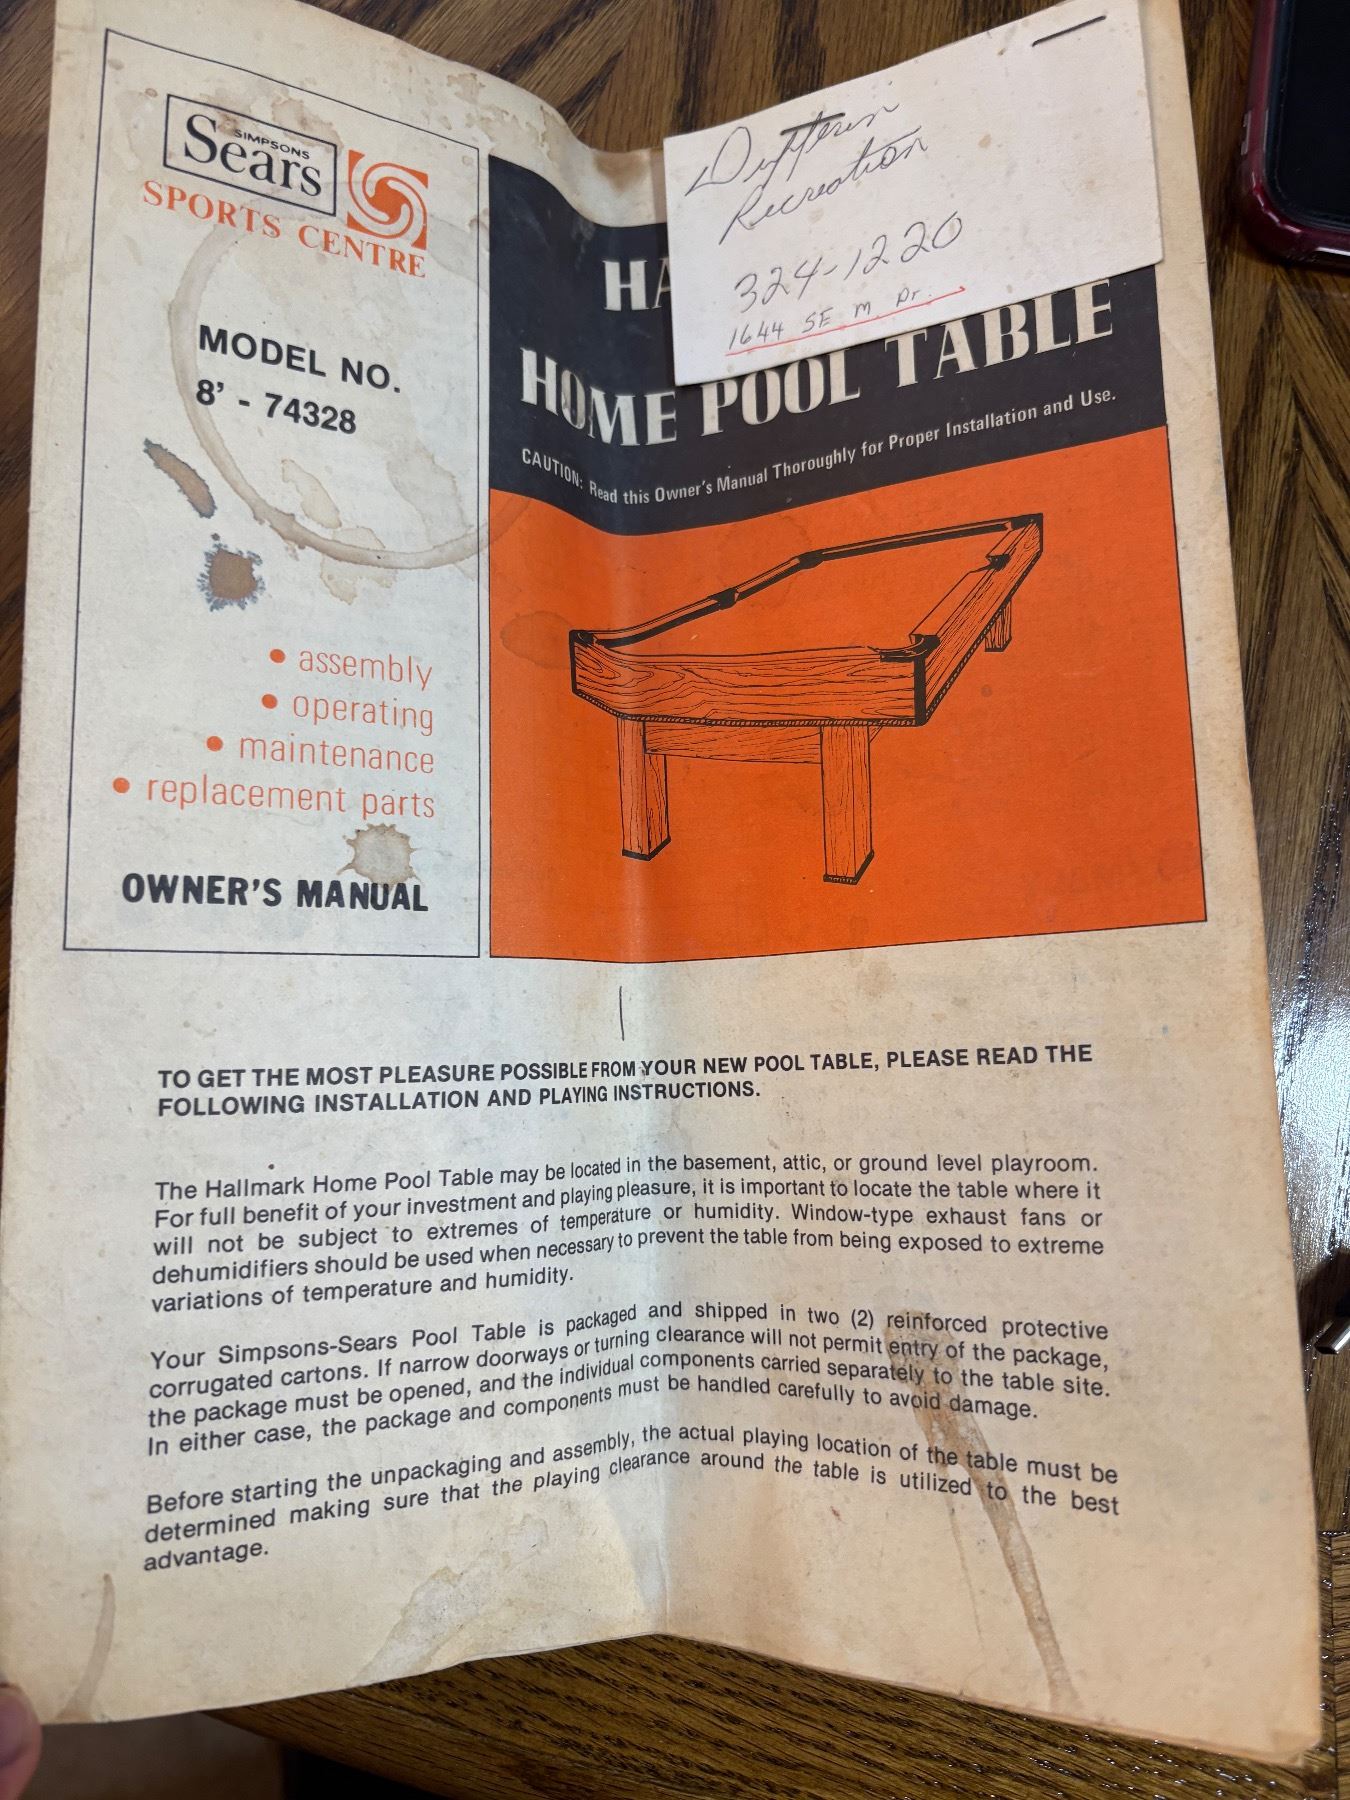 SIMPSONS
Sears
SPORTS CENTRE
MODEL NO.
8' - 74328
• assembly
• operating
• maintenance
• replacement parts
OWNER'S MANUAL
Dufferin
Recreation
324-1220
1644 SE M Dr.
HA
HOME POOL TABLE
CAUTION: Read this Owner's Manual Thoroughly for Proper Installation and Use.
TO GET THE MOST PLEASURE POSSIBLE FROM YOUR NEW POOL TABLE, PLEASE READ THE
FOLLOWING INSTALLATION AND PLAYING INSTRUCTIONS.
The Hallmark Home Pool Table may be located in the basement, attic, or ground level playroom.
For full benefit of your investment and playing pleasure, it is important to locate the table where it
will not be subject to extremes of temperature or humidity. Window-type exhaust fans or
dehumidifiers should be used when necessary to prevent the table from being exposed to extreme
variations of temperature and humidity.
Your Simpsons-Sears Pool Table is packaged and shipped in two (2) reinforced protective
corrugated cartons. If narrow doorways or turning clearance will not permit entry of the package,
the package must be opened, and the individual components carried separately to the table site.
In either case, the package and components must be handled carefully to avoid damage.
Before starting the unpackaging and assembly, the actual playing location of the table must be
determined making sure that the playing clearance around the table is utilized to the best
advantage.